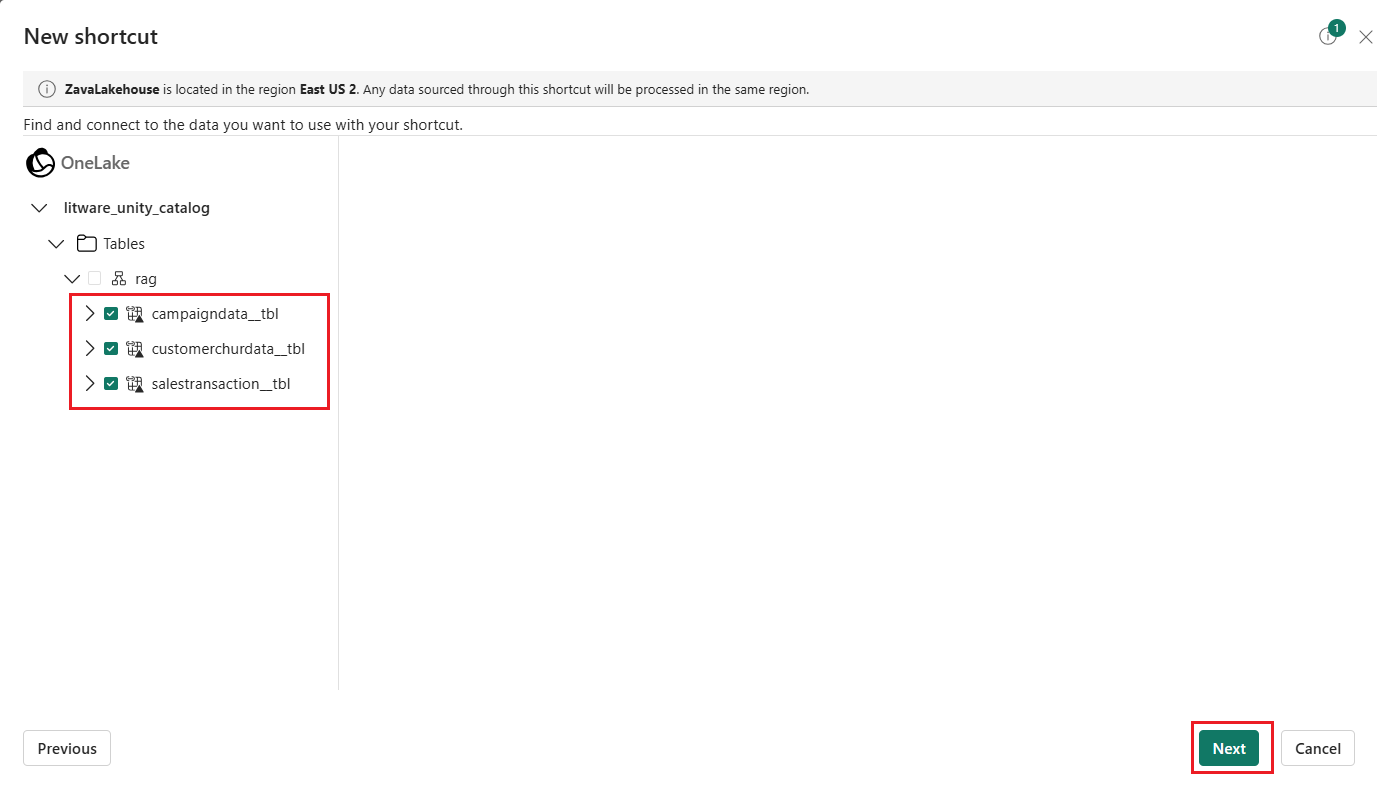 New shortcut
1
ZavaLakehouse is located in the region East US 2. Any data sourced through this shortcut will be processed in the same region.
Find and connect to the data you want to use with your shortcut.
OneLake
litware_unity_catalog
Tables
rag
campaigndata__tbl
customerchurdata__tbl
salestransaction__tbl
Previous
Next
Cancel